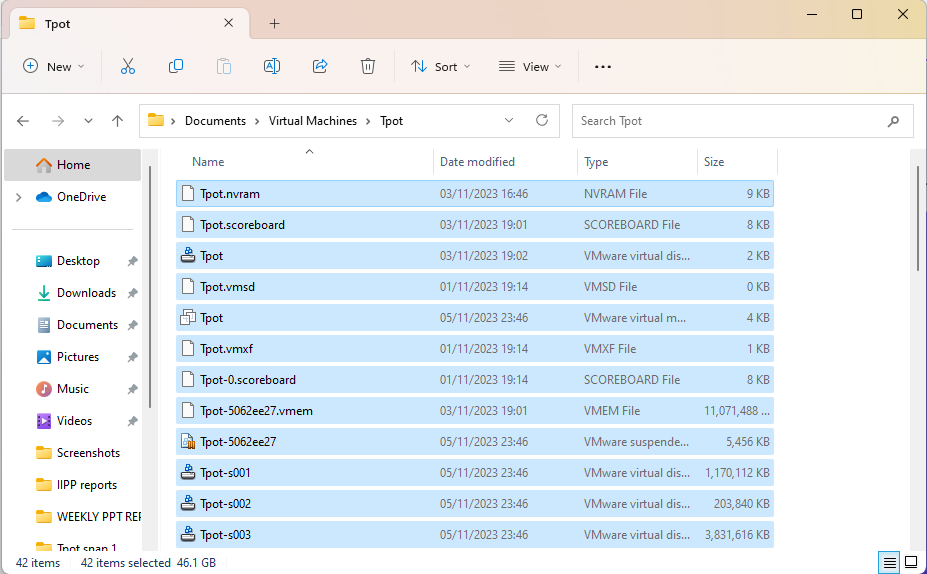 Tpot
New
Sort
View
Documents
Virtual Machines
Tpot
Search Tpot
Home
OneDrive
Desktop
Downloads
Documents
Pictures
Music
Videos
Screenshots
IIPP reports
WEEKLY PPT REP
Tpot snap 1
Name Date modified Type Size
Tpot.nvram 03/11/2023 16:46 NVRAM File 9 KB
Tpot.scoreboard 03/11/2023 19:01 SCOREBOARD File 8 KB
Tpot 03/11/2023 19:02 VMware virtual dis... 2 KB
Tpot.vmsd 01/11/2023 19:14 VMSD File 0 KB
Tpot 05/11/2023 23:46 VMware virtual m... 4 KB
Tpot.vmxf 01/11/2023 19:14 VMXF File 1 KB
Tpot-0.scoreboard 01/11/2023 19:14 SCOREBOARD File 8 KB
Tpot-5062ee27.vmem 03/11/2023 19:01 VMEM File 11,071,488 ...
Tpot-5062ee27 05/11/2023 23:46 VMware suspende... 5,456 KB
Tpot-s001 05/11/2023 23:46 VMware virtual dis... 1,170,112 KB
Tpot-s002 05/11/2023 23:46 VMware virtual dis... 203,840 KB
Tpot-s003 05/11/2023 23:46 VMware virtual dis... 3,831,616 KB
42 items 42 items selected 46.1 GB